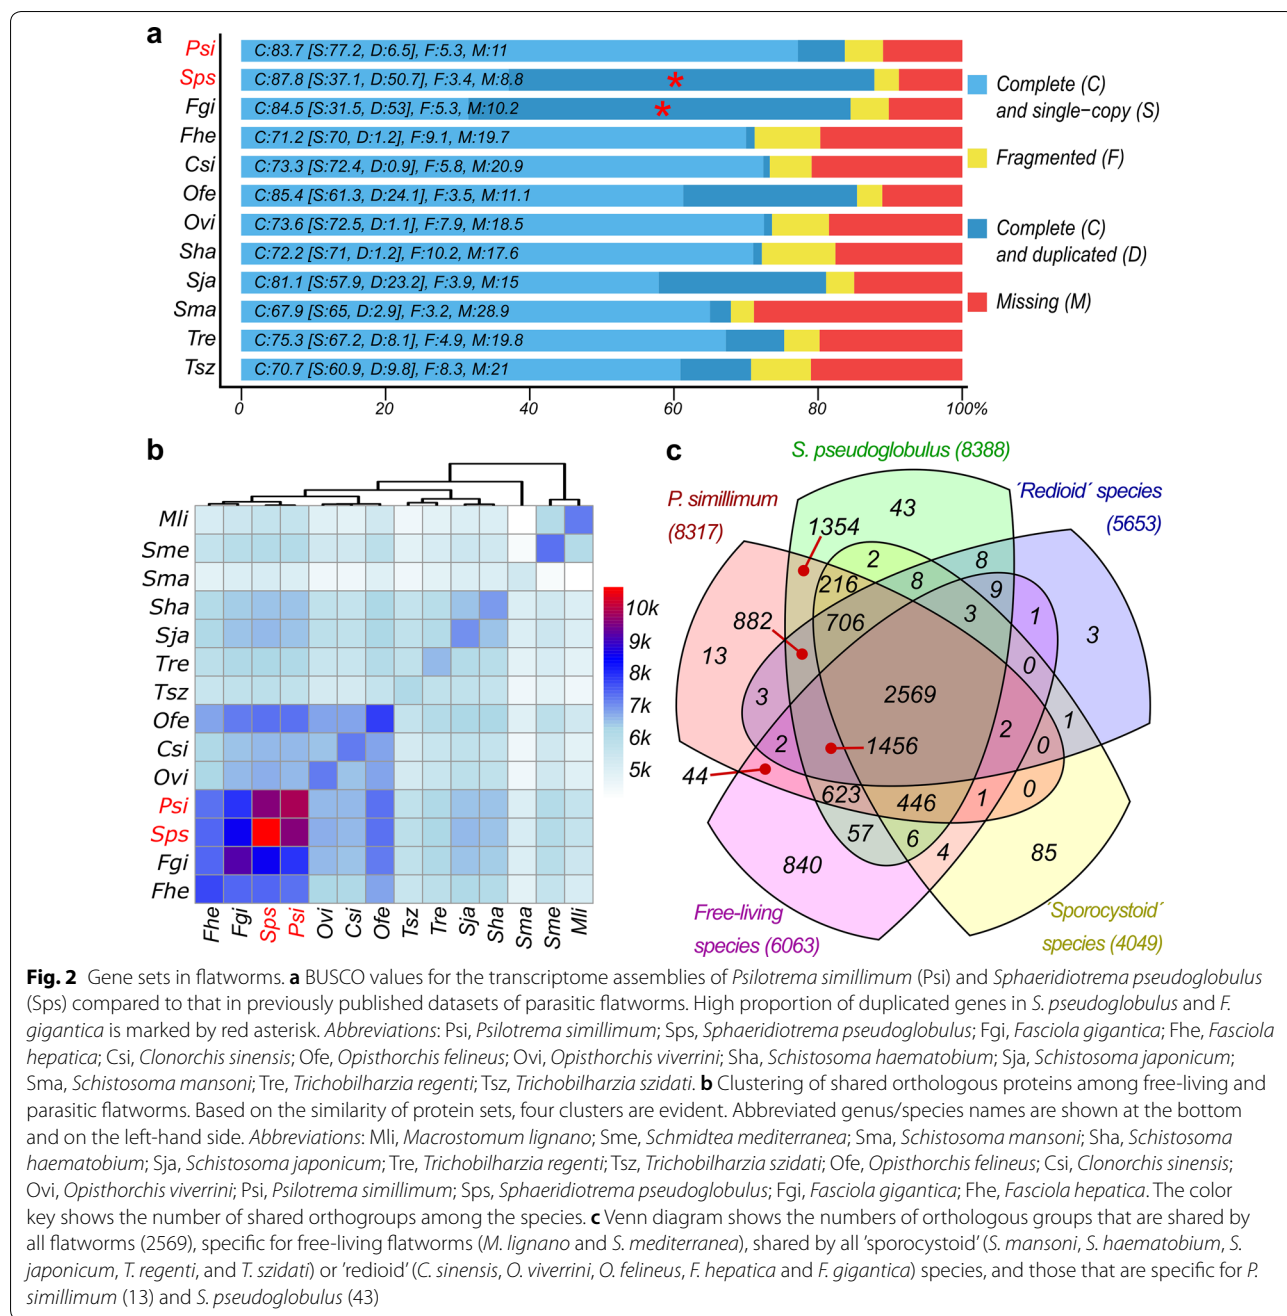 a
Psi C:83.7 [S:77.2, D:6.5], F:5.3, M:11
Sps C:87.8 [S:37.1, D:50.7], F:3.4, M:8.8 *
Fgi C:84.5 [S:31.5, D:53], F:5.3, M:10.2 *
Fhe C:71.2 [S:70, D:1.2], F:9.1, M:19.7
Csi C:73.3 [S:72.4, D:0.9], F:5.8, M:20.9
Ofe C:85.4 [S:61.3, D:24.1], F:3.5, M:11.1
Ovi C:73.6 [S:72.5, D:1.1], F:7.9, M:18.5
Sha C:72.2 [S:71, D:1.2], F:10.2, M:17.6
Sja C:81.1 [S:57.9, D:23.2], F:3.9, M:15
Sma C:67.9 [S:65, D:2.9], F:3.2, M:28.9
Tre C:75.3 [S:67.2, D:8.1], F:4.9, M:19.8
Tsz C:70.7 [S:60.9, D:9.8], F:8.3, M:21
0 20 40 60 80 100%
Complete (C)
and single-copy (S)
Fragmented (F)
Complete (C)
and duplicated (D)
Missing (M)
b
Mli
Sme
Sma
Sha
Sja
Tre
Tsz
Ofe
Csi
Ovi
Psi
Sps
Fgi
Fhe
Fhe Fgi Sps Psi Ovi Csi Ofe Tsz Tre Sja Sha Sma Sme Mli
10k
9k
8k
7k
6k
5k
c
S. pseudoglobulus (8388)
P. simillimum
(8317)
´Redioid´ species
(5653)
43
1354
2
8
216
8
9
882
706
3
1
3
13
0
3
2569
1
2
1456
2
0
44
623
446
1
0
57
6
4
840
85
Free-living
species (6063)
´Sporocystoid´
species (4049)
Fig. 2 Gene sets in flatworms. a BUSCO values for the transcriptome assemblies of Psilotrema simillimum (Psi) and Sphaeridiotrema pseudoglobulus
(Sps) compared to that in previously published datasets of parasitic flatworms. High proportion of duplicated genes in S. pseudoglobulus and F.
gigantica is marked by red asterisk. Abbreviations: Psi, Psilotrema simillimum; Sps, Sphaeridiotrema pseudoglobulus; Fgi, Fasciola gigantica; Fhe, Fasciola
hepatica; Csi, Clonorchis sinensis; Ofe, Opisthorchis felineus; Ovi, Opisthorchis viverrini; Sha, Schistosoma haematobium; Sja, Schistosoma japonicum;
Sma, Schistosoma mansoni; Tre, Trichobilharzia regenti; Tsz, Trichobilharzia szidati. b Clustering of shared orthologous proteins among free-living and
parasitic flatworms. Based on the similarity of protein sets, four clusters are evident. Abbreviated genus/species names are shown at the bottom
and on the left-hand side. Abbreviations: Mli, Macrostomum lignano; Sme, Schmidtea mediterranea; Sma, Schistosoma mansoni; Sha, Schistosoma
haematobium; Sja, Schistosoma japonicum; Tre, Trichobilharzia regenti; Tsz, Trichobilharzia szidati; Ofe, Opisthorchis felineus; Csi, Clonorchis sinensis;
Ovi, Opisthorchis viverrini; Psi, Psilotrema simillimum; Sps, Sphaeridiotrema pseudoglobulus; Fgi, Fasciola gigantica; Fhe, Fasciola hepatica. The color
key shows the number of shared orthogroups among the species. c Venn diagram shows the numbers of orthologous groups that are shared by
all flatworms (2569), specific for free-living flatworms (M. lignano and S. mediterranea), shared by all 'sporocystoid' (S. mansoni, S. haematobium, S.
japonicum, T. regenti, and T. szidati) or 'redioid' (C. sinensis, O. viverrini, O. felineus, F. hepatica and F. gigantica) species, and those that are specific for P.
simillimum (13) and S. pseudoglobulus (43)